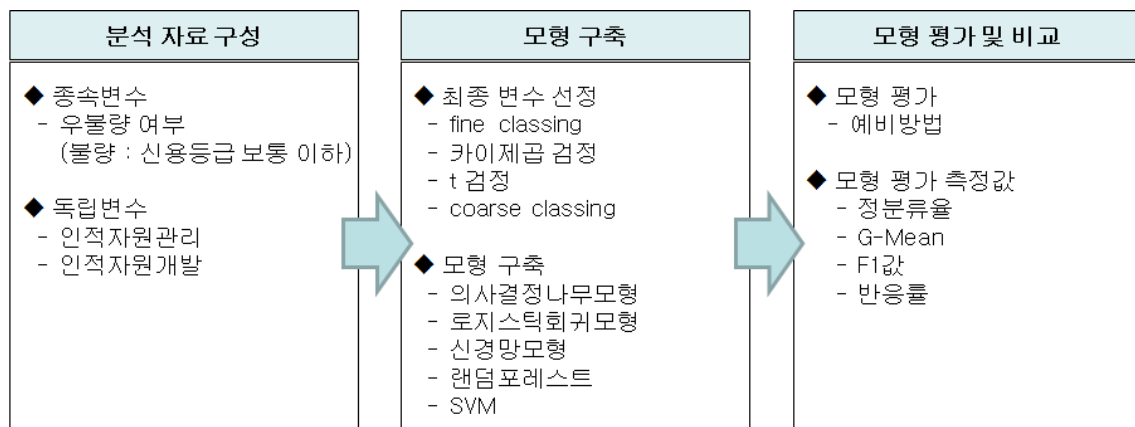 분석 자료 구성
◆ 종속변수
- 우불량 여부
(불량 : 신용등급 보통 이하)
◆ 독립변수
- 인적자원관리
- 인적자원개발
모형 구축
◆ 최종 변수 선정
- fine classing
- 카이제곱 검정
- t 검정
- coarse classing
◆ 모형 구축
- 의사결정나무모형
- 로지스틱회귀모형
- 신경망모형
- 랜덤포레스트
- SVM
모형 평가 및 비교
◆ 모형 평가
- 예비방법
◆ 모형 평가 측정값
- 정분류율
- G-Mean
- F1값
- 반응률